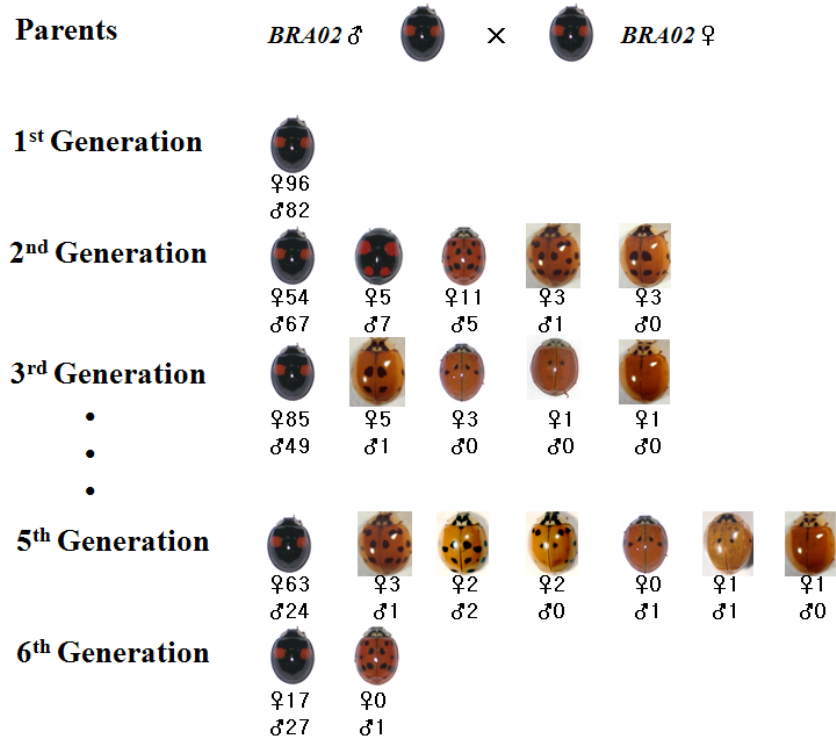 Parents BRA02 ♂ × BRA02 ♀
1st Generation
♀96
♂82
2nd Generation
♀54 ♀5 ♀11 ♀3 ♀3
♂67 ♂7 ♂5 ♂1 ♂0
3rd Generation
♀85 ♀5 ♀3 ♀1 ♀1
♂49 ♂1 ♂0 ♂0 ♂0
5th Generation
♀63 ♀3 ♀2 ♀2 ♀0 ♀1 ♀1
♂24 ♂1 ♂2 ♂0 ♂1 ♂1 ♂0
6th Generation
♀17 ♀0
♂27 ♂1